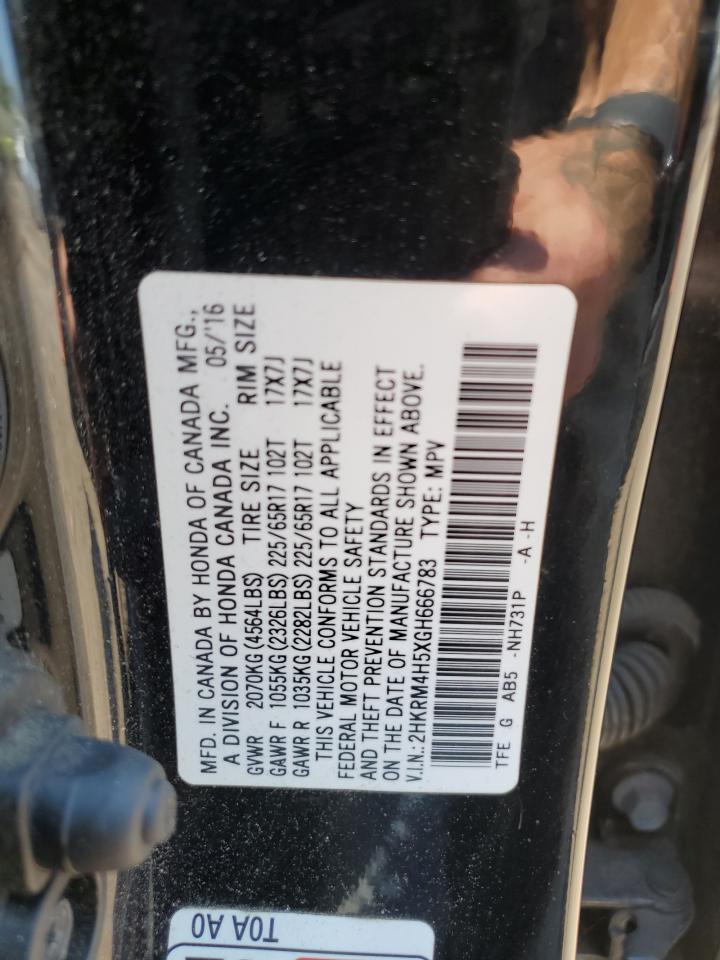 MFD. IN CANADA BY HONDA OF CANADA MFG.,
A DIVISION OF HONDA CANADA INC. 05/'16
GVWR 2070KG(4564LBS) TIRE SIZE RIM SIZE
GAWR F 1055KG(2326LBS) 225/65R17 102T 17X7J
GAWR R 1035KG(2282LBS) 225/65R17 102T 17X7J
THIS VEHICLE CONFORMS TO ALL APPLICABLE
FEDERAL MOTOR VEHICLE SAFETY
AND THEFT PREVENTION STANDARDS IN EFFECT
ON THE DATE OF MANUFACTURE SHOWN ABOVE.
V.I.N.:2HKRM4H5XGH666783 TYPE: MPV
TFE G AB5 -NH731P -A -H
T0A A0